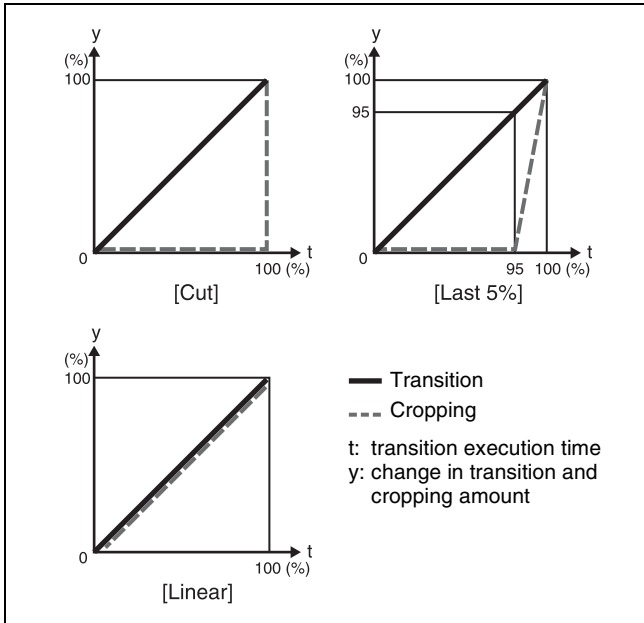 y
(%)
100
0
t
100 (%)
[Cut]
y
(%)
100
95
0
t
95 100 (%)
[Last 5%]
y
(%)
100
0
t
100 (%)
[Linear]
Transition
Cropping
t: transition execution time
y: change in transition and
cropping amount